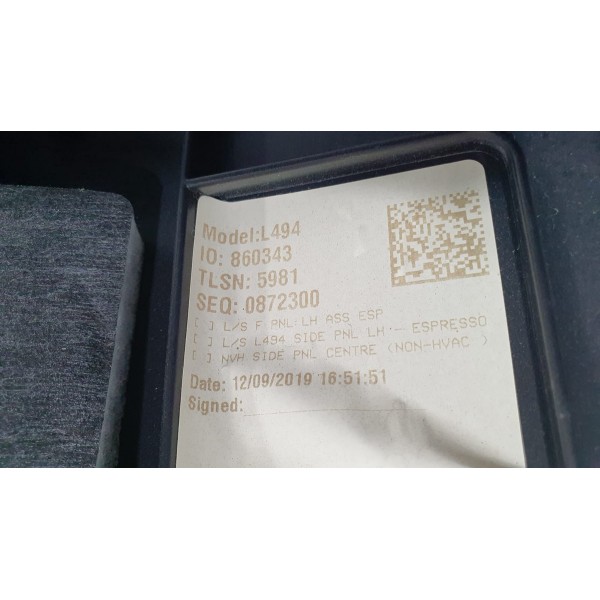 Model:L494
IO: 860343
TLSN: 5981
SEQ: 0872300
[ ] L/S F PNL: LH ASS ESP
[ ] L/S L494 SIDE PNL LH - ESPRESSO
[ ] NVH SIDE PNL CENTRE (NON-HVAC )
Date: 12/09/2019 16:51:51
Signed: